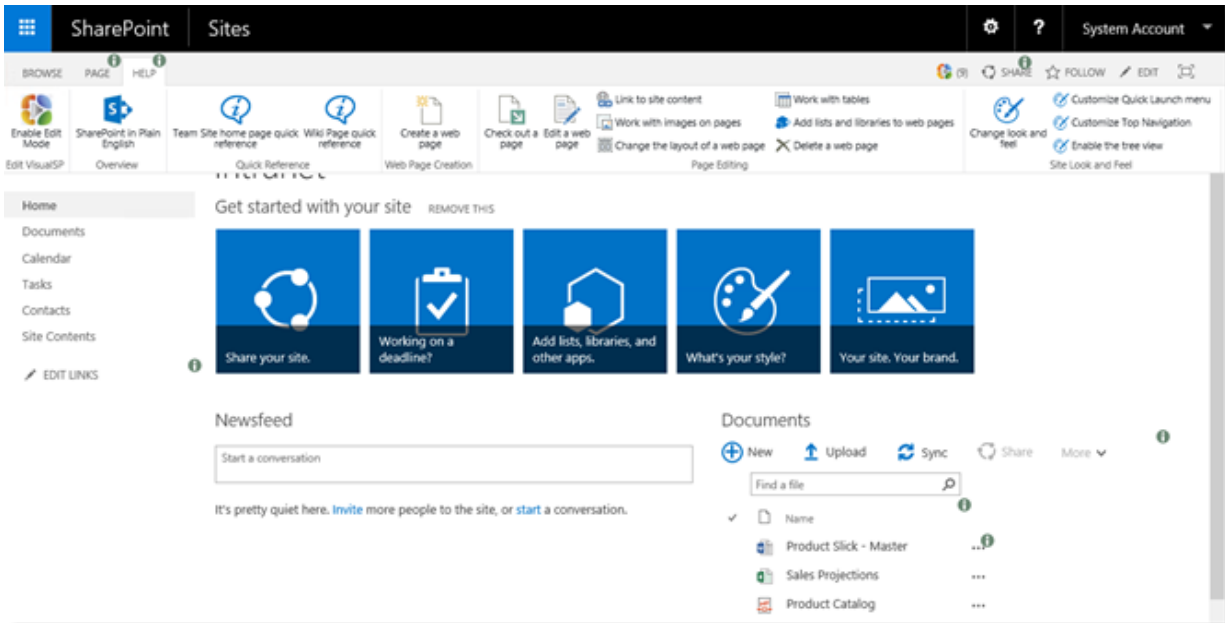 SharePoint Sites ? System Account
BROWSE PAGE HELP (9) SHARE FOLLOW EDIT
Enable Edit Mode
SharePoint in Plain English
Team Site home page quick reference
Wiki Page quick reference
Create a web page
Check out a page
Edit a web page
Link to site content
Work with images on pages
Change the layout of a web page
Work with tables
Add lists and libraries to web pages
Delete a web page
Change look and feel
Customize Quick Launch menu
Customize Top Navigation
Enable the tree view
Edit VisualSP Overview Quick Reference Web Page Creation Page Editing Site Look and Feel
Intranet
Home
Documents
Calendar
Tasks
Contacts
Site Contents
EDIT LINKS
Get started with your site REMOVE THIS
Share your site.
Working on a
deadline?
Add lists, libraries, and
other apps.
What's your style?
Your site. Your brand.
Newsfeed
Start a conversation
It's pretty quiet here. Invite more people to the site, or start a conversation.
Documents
New Upload Sync Share More
Find a file
Name
Product Slick - Master ...
Sales Projections ...
Product Catalog ...